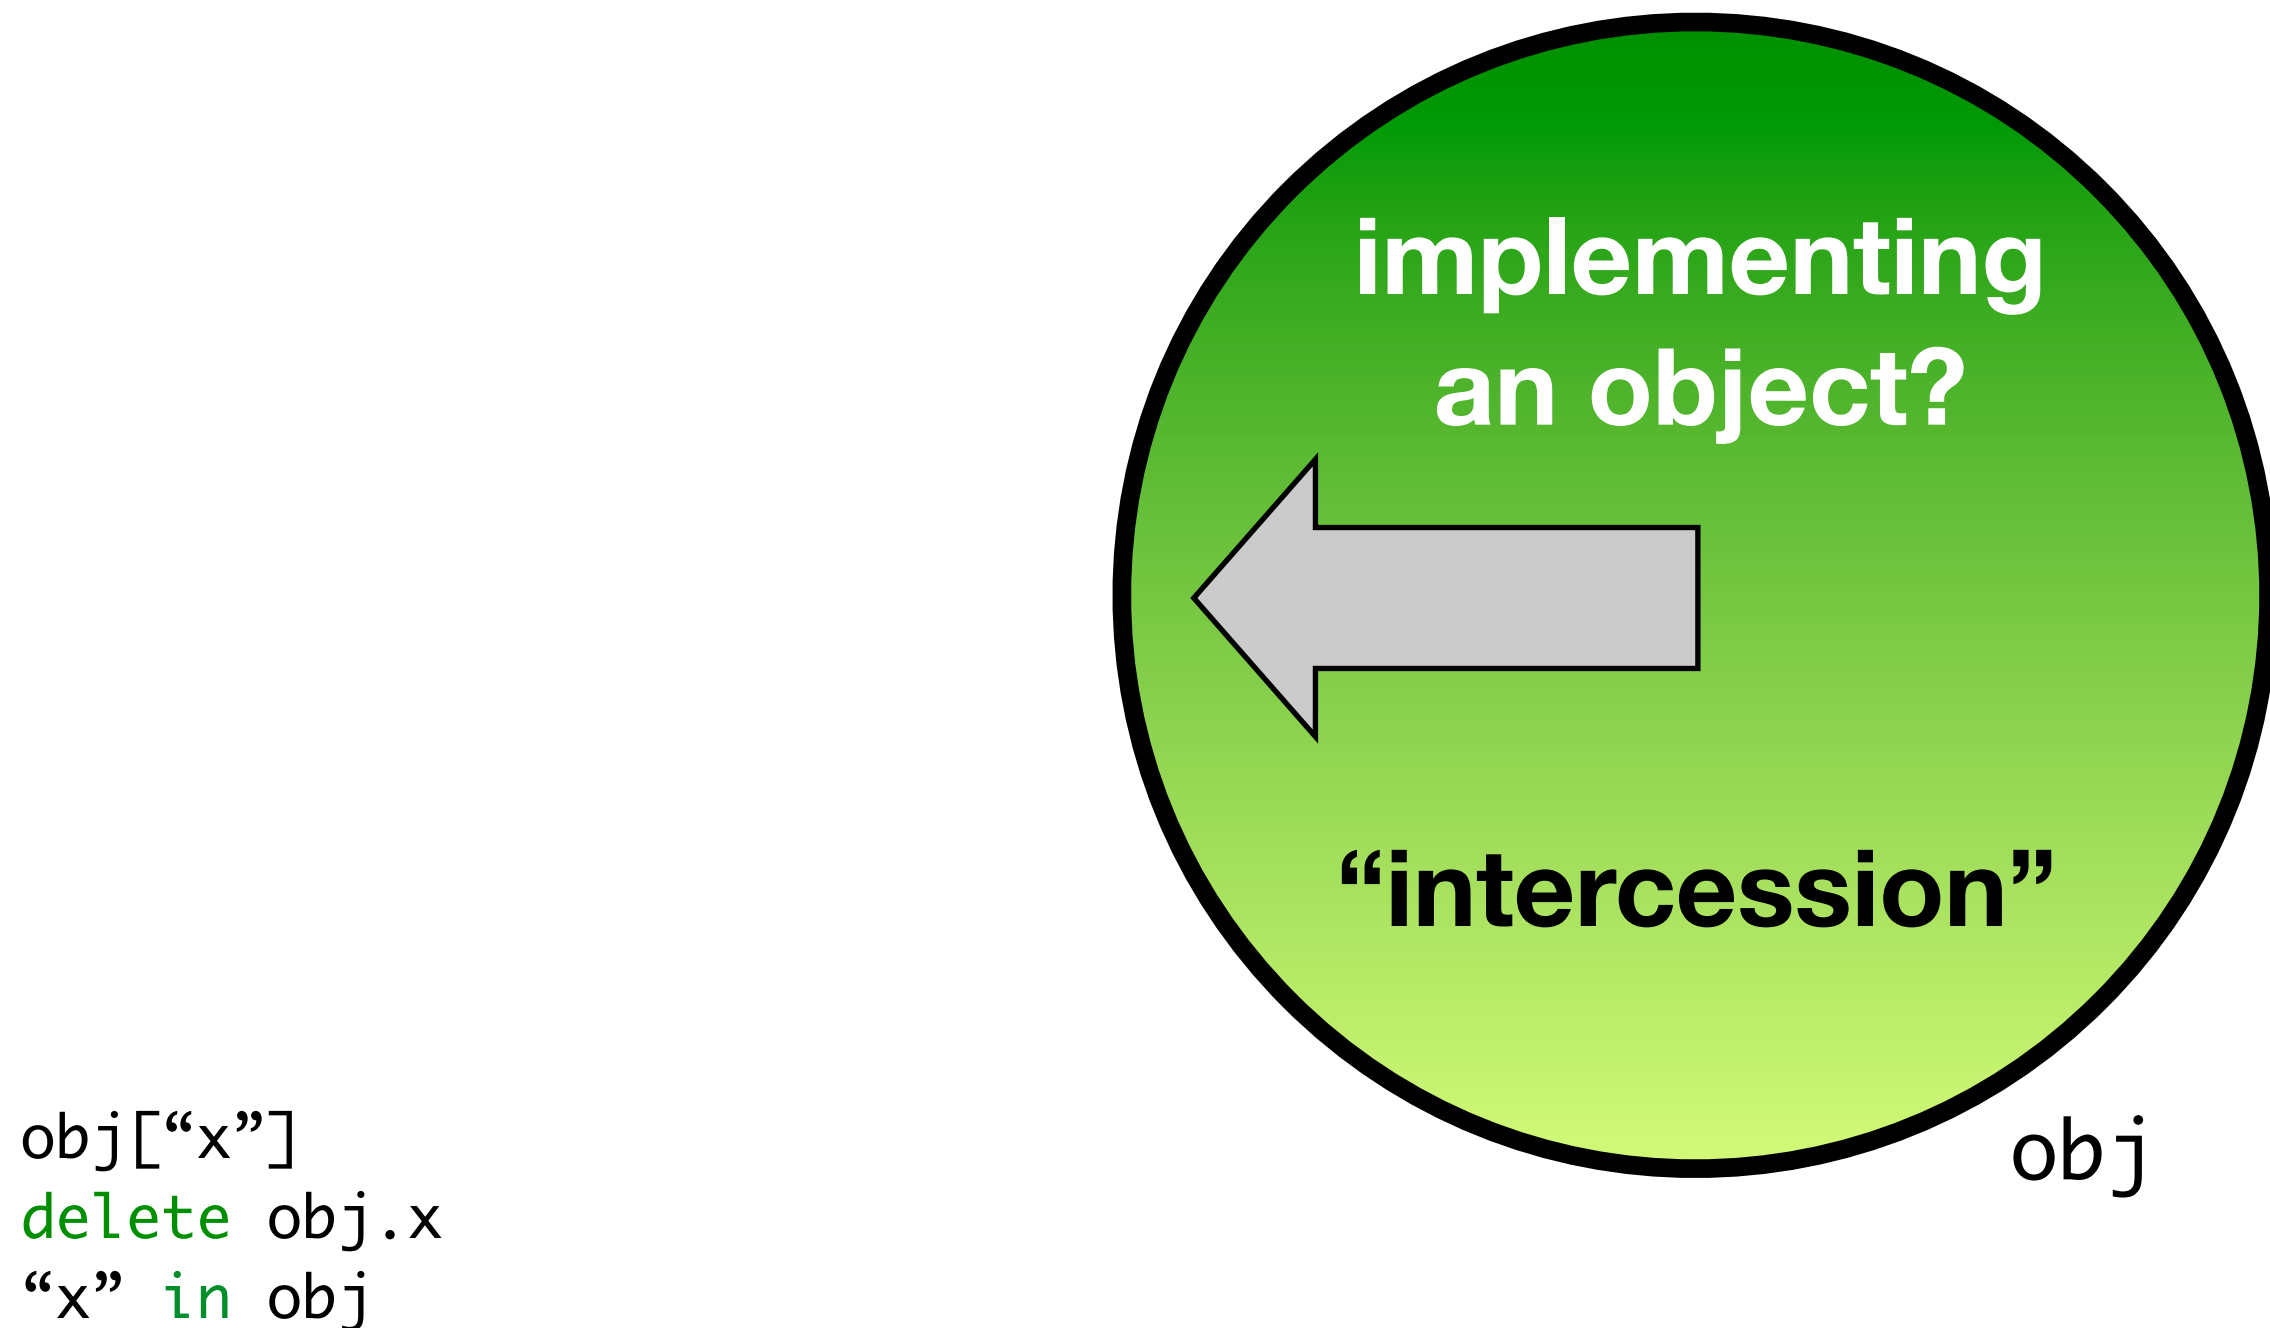 implementing
an object?
“intercession”
obj
obj[“x”]
delete obj.x
“x” in obj